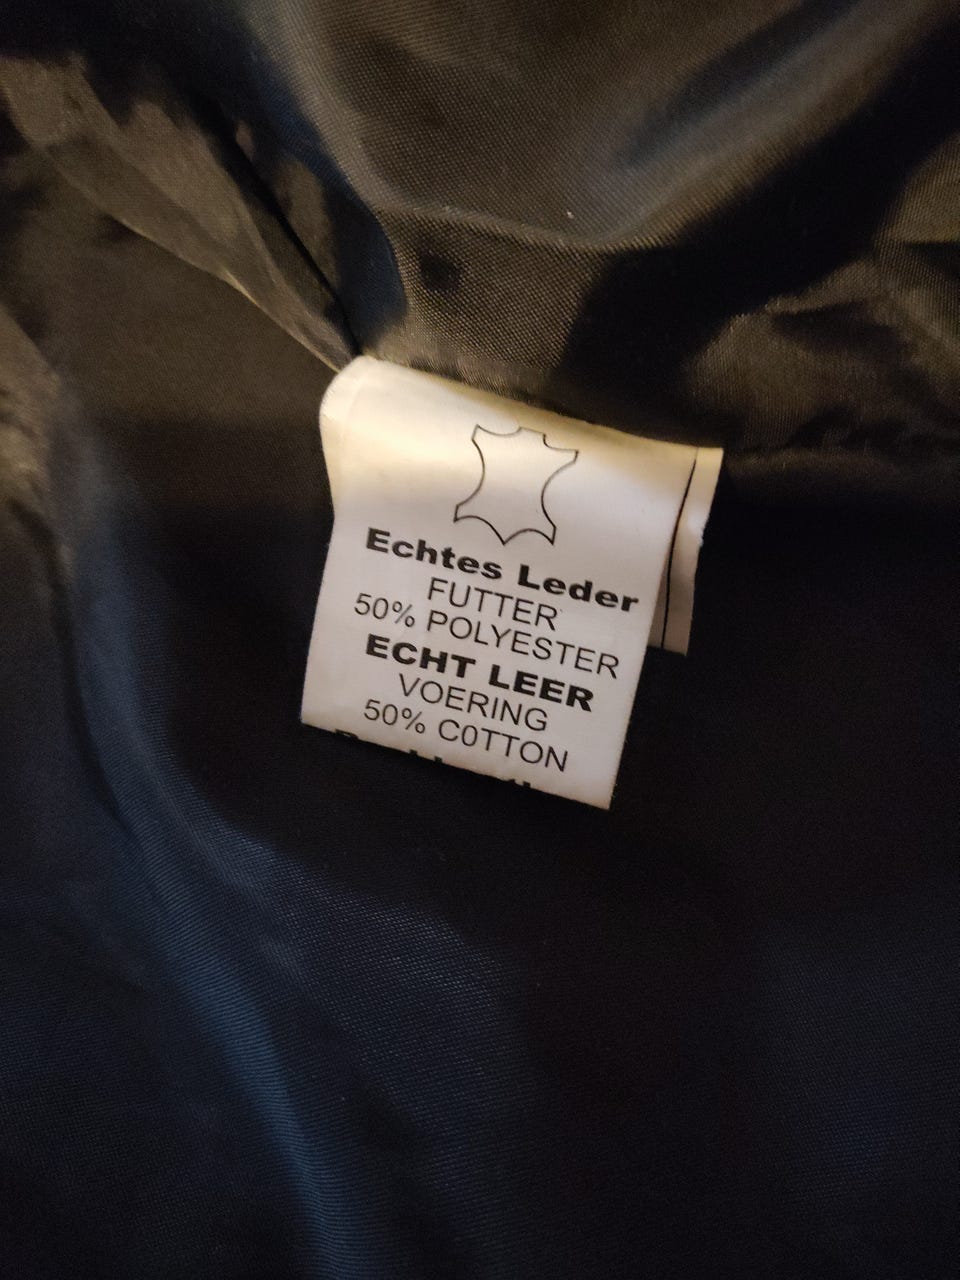 Echtes Leder
FUTTER
50% POLYESTER
ECHT LEER
VOERING
50% C0TTON